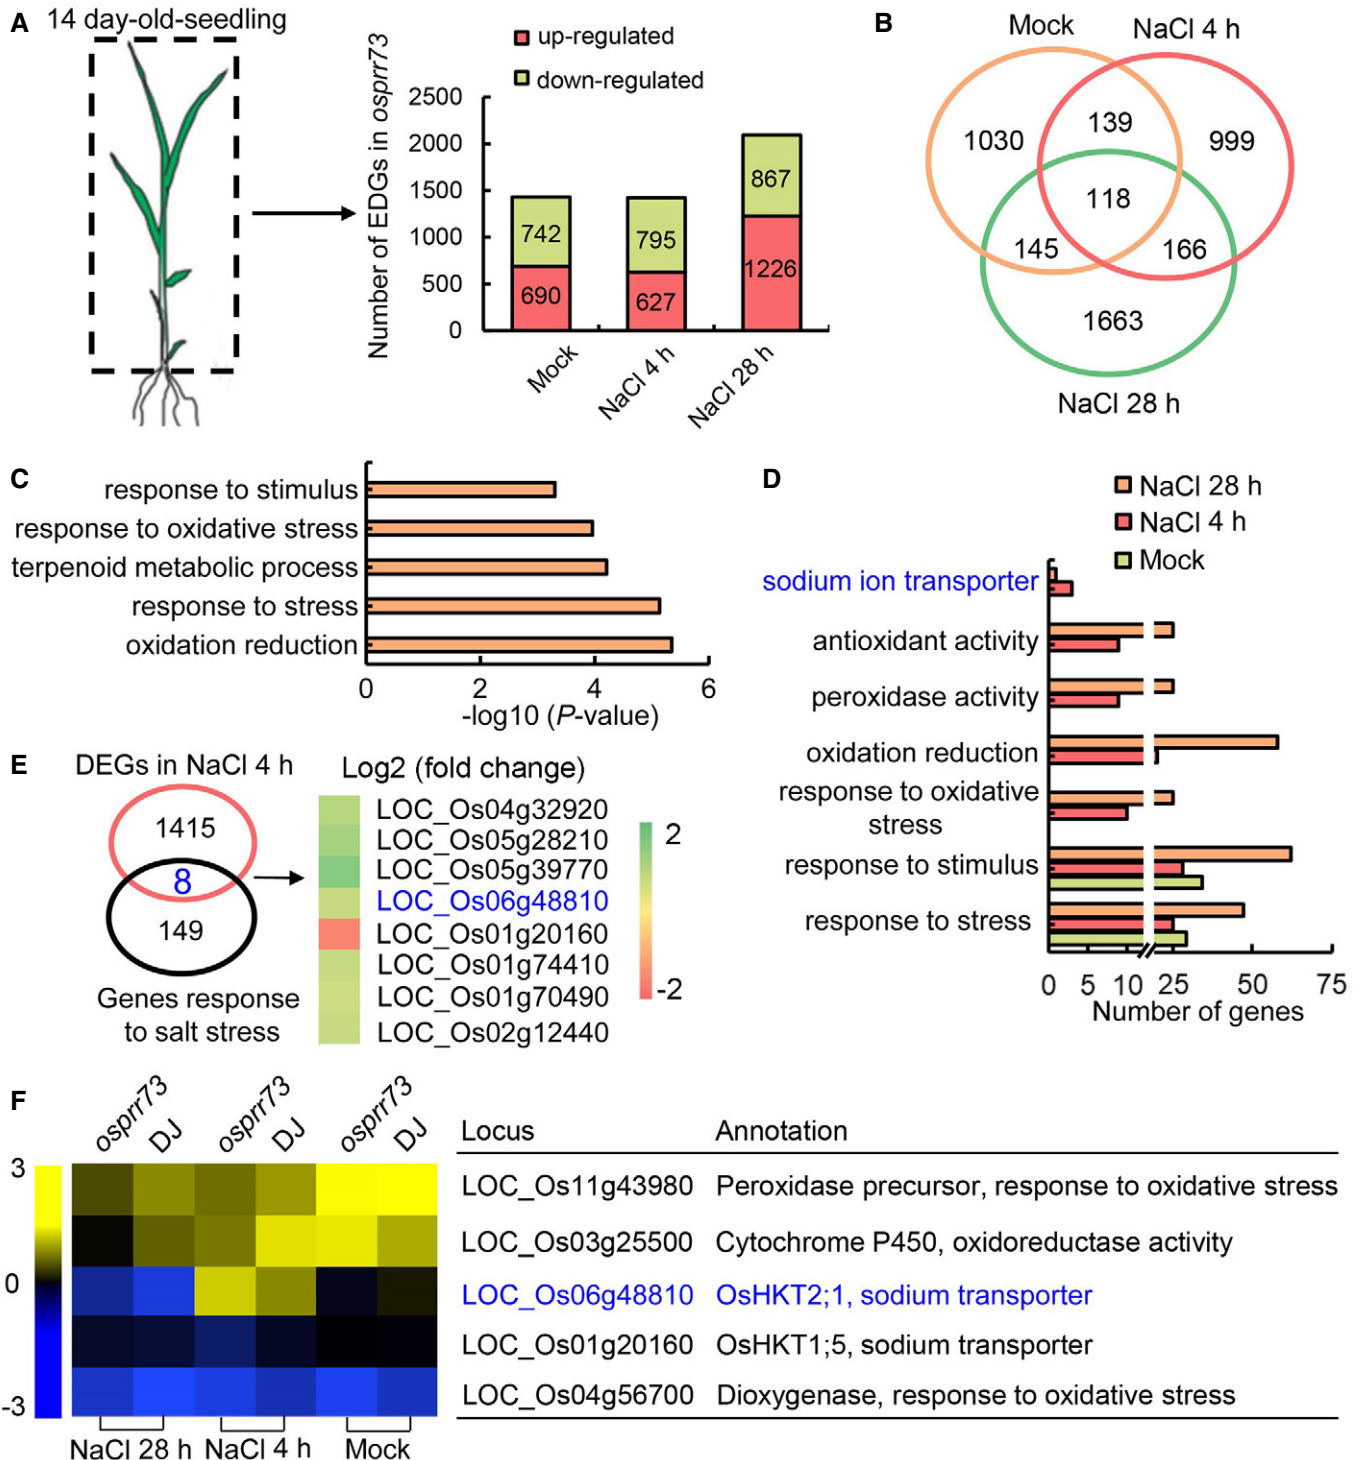 A
14 day-old-seedling
up-regulated
down-regulated
Number of EDGs in osprr73
2500
2000
1500
1000
500
0
742
690
795
627
867
1226
Mock
NaCl 4 h
NaCl 28 h
B
Mock
NaCl 4 h
1030
139
999
118
145
166
1663
NaCl 28 h
C
response to stimulus
response to oxidative stress
terpenoid metabolic process
response to stress
oxidation reduction
0 2 4 6
-log10 (P-value)
D
NaCl 28 h
NaCl 4 h
Mock
sodium ion transporter
antioxidant activity
peroxidase activity
oxidation reduction
response to oxidative
stress
response to stimulus
response to stress
0 5 10 25 50 75
Number of genes
E
DEGs in NaCl 4 h
1415
8
149
Genes response
to salt stress
Log2 (fold change)
LOC_Os04g32920
LOC_Os05g28210
LOC_Os05g39770
LOC_Os06g48810
LOC_Os01g20160
LOC_Os01g74410
LOC_Os01g70490
LOC_Os02g12440
2
-2
F
osprr73 DJ osprr73 DJ osprr73 DJ
3
0
-3
NaCl 28 h NaCl 4 h Mock
Locus Annotation
LOC_Os11g43980 Peroxidase precursor, response to oxidative stress
LOC_Os03g25500 Cytochrome P450, oxidoreductase activity
LOC_Os06g48810 OsHKT2;1, sodium transporter
LOC_Os01g20160 OsHKT1;5, sodium transporter
LOC_Os04g56700 Dioxygenase, response to oxidative stress